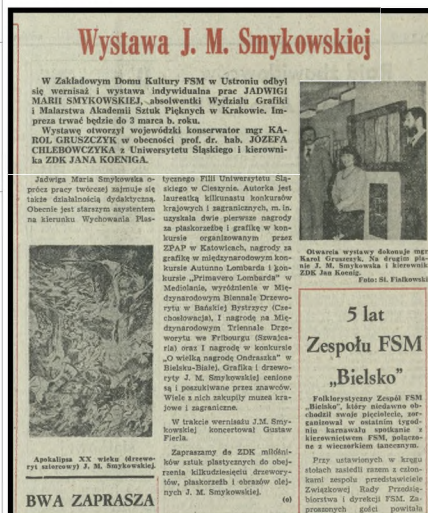 Wystawa J. M. Smykowskiej
W Zakładowym Domu Kultury FSM w Ustroniu odbył
się wernisaż i wystawa indywidualna prac JADWIGI
MARII SMYKOWSKIEJ, absolwentki Wydziału Grafiki
i Malarstwa Akademii Sztuk Pięknych w Krakowie. Im-
preza trwać będzie do 3 marca b. roku.
Wystawę otworzył wojewódzki konserwator mgr KA-
ROL GRUSZCZYK w obecności prof. dr. hab. JÓZEFA
CHLEBOWCZYKA z Uniwersytetu Śląskiego i kierowni-
ka ZDK JANA KOENIGA.
Jadwiga Maria Smykowska o-
prócz pracy twórczej zajmuje się
także działalnością dydaktyczną.
Obecnie jest starszym asystentem
na kierunku Wychowania Plas-
Apokalipsa XX wieku (drzewo-
ryt sztorcowy) J. M. Smykowskiej.
BWA ZAPRASZA
tycznego Filii Uniwersytetu Ślą-
skiego w Cieszynie. Autorka jest
laureatką kilkunastu konkursów
krajowych i zagranicznych, m. in.
uzyskała dwie pierwsze nagrody
za płaskorzeźbę i grafikę w kon-
kursie organizowanym przez
ZPAP w Katowicach, nagrody za
grafikę w międzynarodowym kon-
kursie Autunno Lombarda i kon-
kursie „Primavero Lombarda" w
Mediolanie, wyróżnienie w Mię-
dzynarodowym Biennale Drzewo-
rytu w Bańskiej Bystrzycy (Cze-
chosłowacja), I nagrodę na Mię-
dzynarodowym Triennale Drze-
worytu we Fribourgu (Szwajca-
ria) oraz I nagrodę w konkursie
„O wielką nagrodę Ondraszka" w
Bielsku-Białej. Grafika i drzewo-
ryty J. M. Smykowskiej cenione
są i poszukiwane przez znawców.
Wiele z nich zakupiły muzea kra-
jowe i zagraniczne.
W trakcie wernisażu J.M. Smy-
kowskiej koncertował Gustaw
Fierla.
Zapraszamy do ZDK miłośni-
ków sztuk plastycznych do obej-
rzenia kilkudziesięciu drzewory-
tów, płaskorzeźb i obrazów olej-
nych J. M. Smykowskiej.
(o)
Otwarcia wystawy dokonuje mgr
Karol Gruszczyk. Na drugim pla-
nie J. M. Smykowska i kierownik
ZDK Jan Koenig.
Foto: St. Fiałkowski
5 lat
Zespołu FSM
„Bielsko"
Folklorystyczny Zespół FSM
„Bielsko", który niedawno ob-
chodził swoje pięciolecie, zor-
ganizował w ostatnim tygod-
niu karnawału spotkanie z
kierownictwem FSM, połączo-
ne z wieczorkiem tanecznym.
Przy ustawionych w kręgu
stołach zasiedli razem z człon-
kami zespołu przedstawiciele
Związkowej Rady Przedsię-
biorstwa i dyrekcji FSM. Za-
proszonych gości powitała